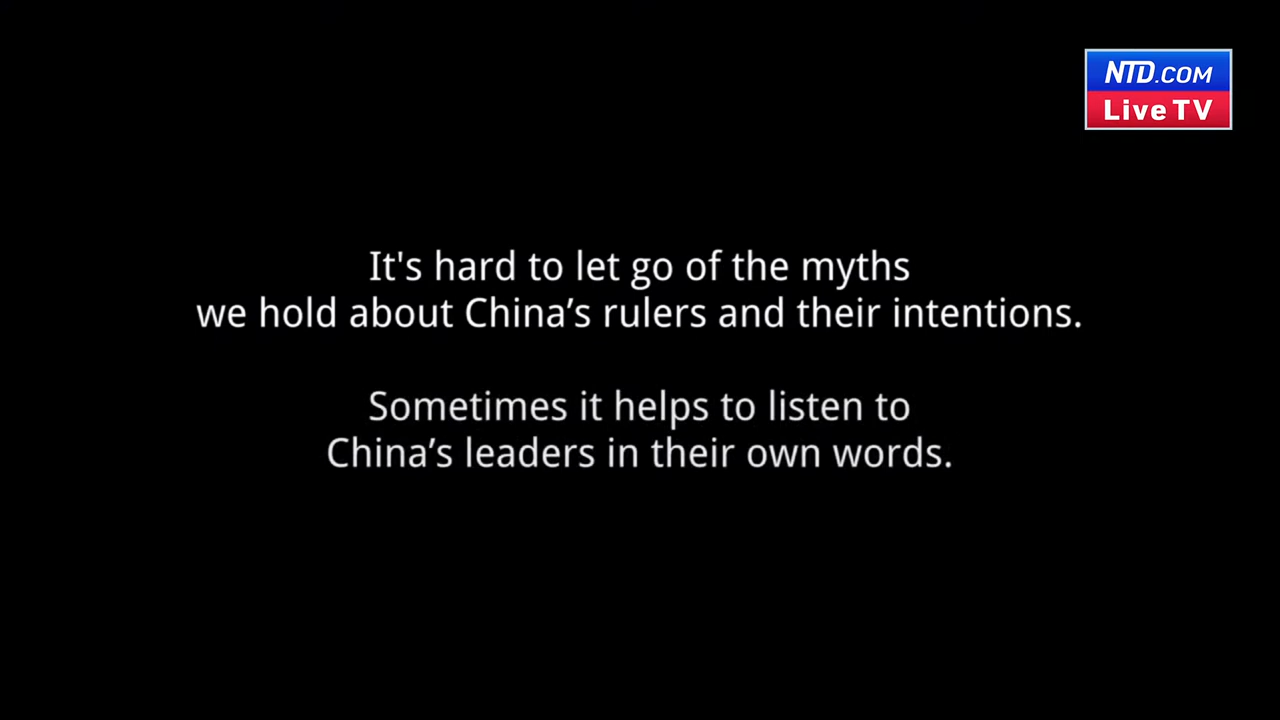 NTD.COM
Live TV
It's hard to let go of the myths
we hold about China’s rulers and their intentions.
Sometimes it helps to listen to
China’s leaders in their own words.